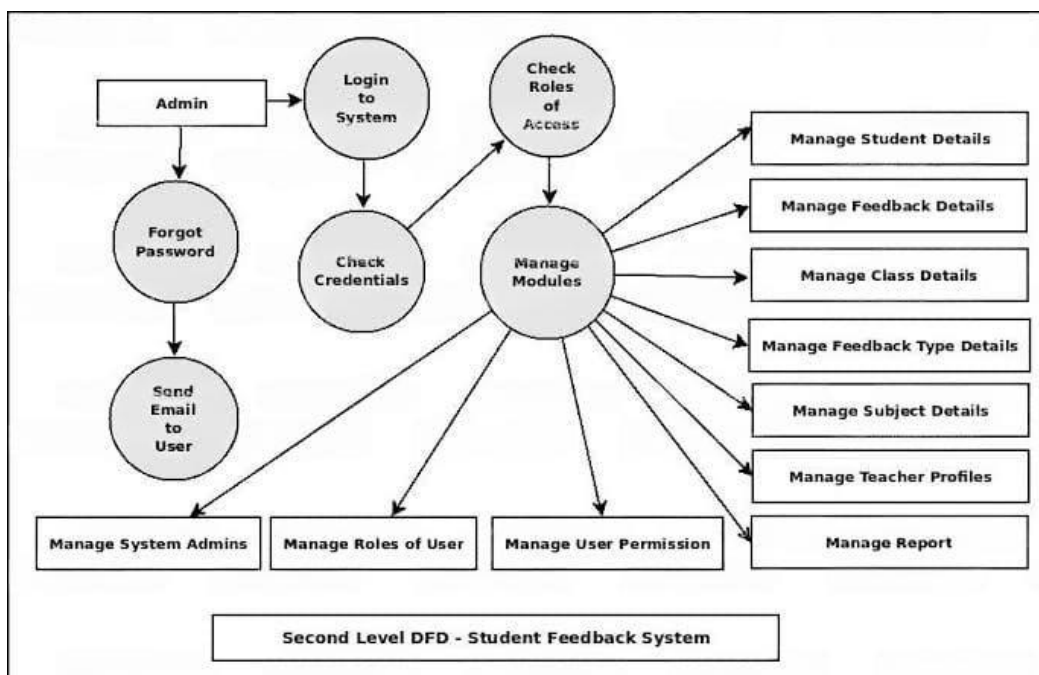 Admin
Login
to
System
Check
Roles
of
Access
Forgot
Password
Check
Credentials
Manage
Modules
Send
Email
to
User
Manage Student Details
Manage Feedback Details
Manage Class Details
Manage Feedback Type Details
Manage Subject Details
Manage Teacher Profiles
Manage Report
Manage System Admins
Manage Roles of User
Manage User Permission
Second Level DFD - Student Feedback System